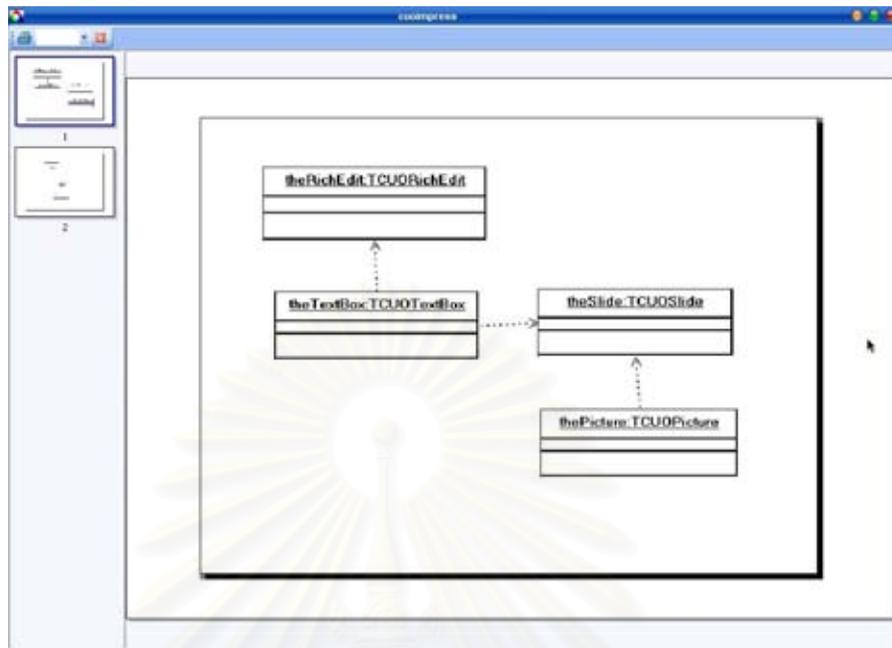 cuoimpress
1
2
theRichEdit:TCUORichEdit
theTextBox:TCUOTextBox
theSlide:TCUOSlide
thePicture:TCUOPicture